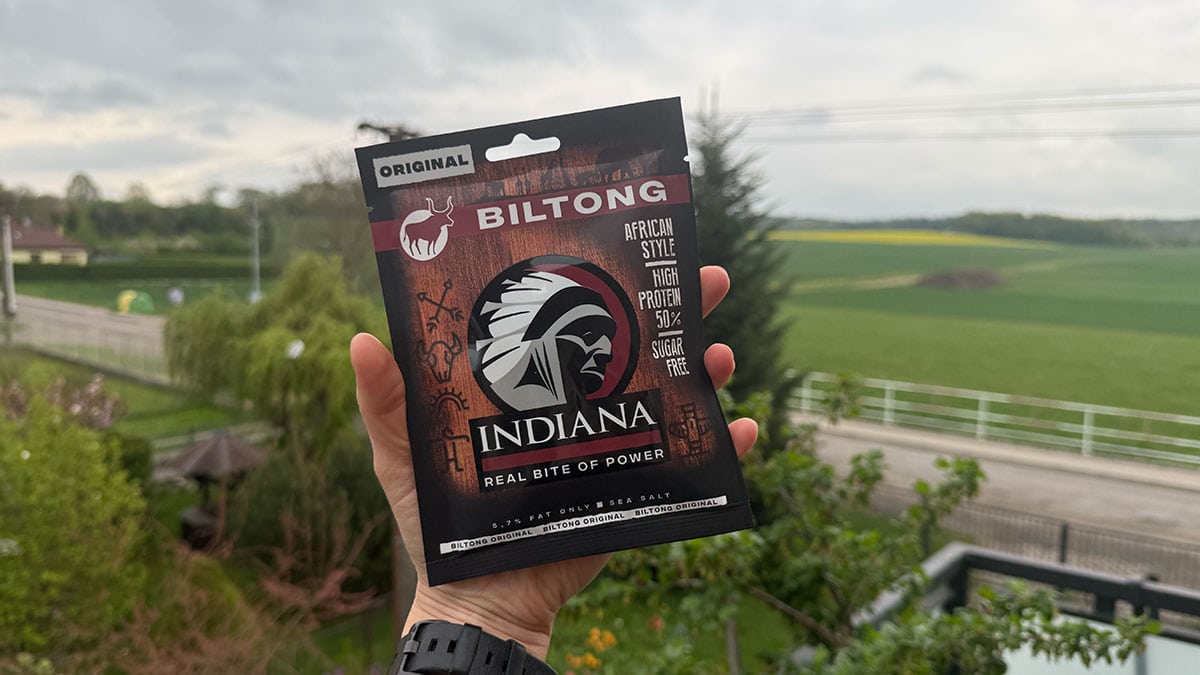 ORIGINAL
BILTONG
AFRICAN
STYLE
HIGH
PROTEIN
50%
SUGAR
FREE
INDIANA
REAL BITE OF POWER
5,7% FAT ONLY SEA SALT
BILTONG ORIGINAL BILTONG ORIGINAL BILTONG ORIGINAL